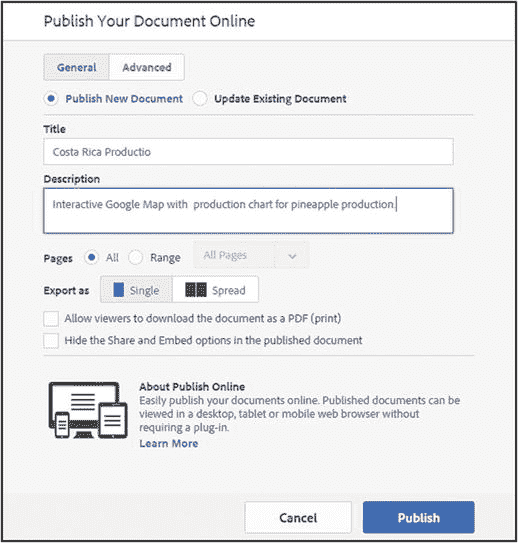 Publish Your Document Online
General Advanced
Publish New Document Update Existing Document
Title
Costa Rica Productio
Description
Interactive Google Map with production chart for pineapple production.
Pages All Range All Pages
Export as Single Spread
Allow viewers to download the document as a PDF (print)
Hide the Share and Embed options in the published document
About Publish Online
Easily publish your documents online. Published documents can be
viewed in a desktop, tablet or mobile web browser without
requiring a plug-in.
Learn More
Cancel Publish